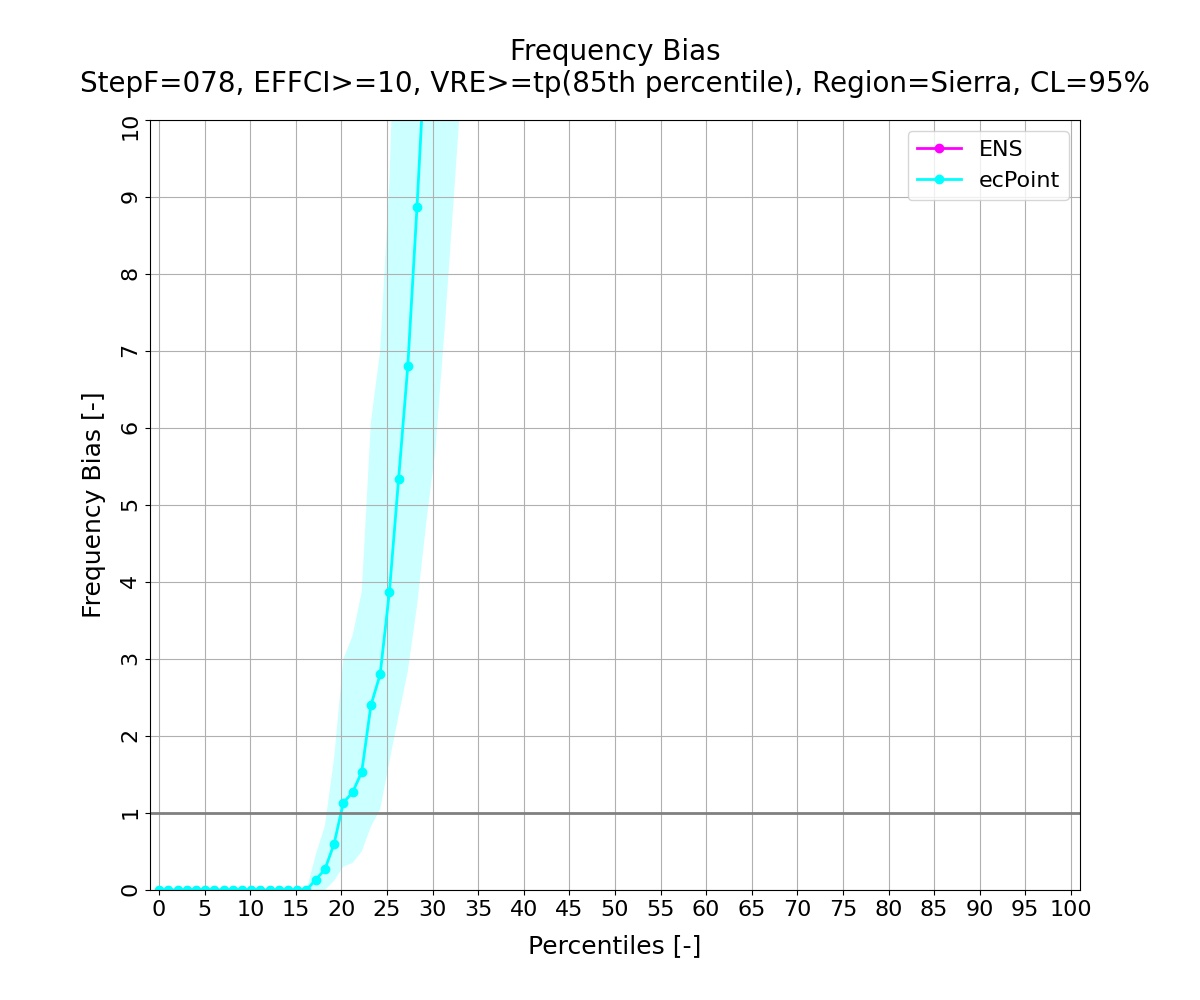 Frequency Bias
StepF=078, EFFCI>=10, VRE>=tp(85th percentile), Region=Sierra, CL=95%
ENS
ecPoint
Frequency Bias [-]
10
9
8
7
6
5
4
3
2
1
0
0 5 10 15 20 25 30 35 40 45 50 55 60 65 70 75 80 85 90 95 100
Percentiles [-]